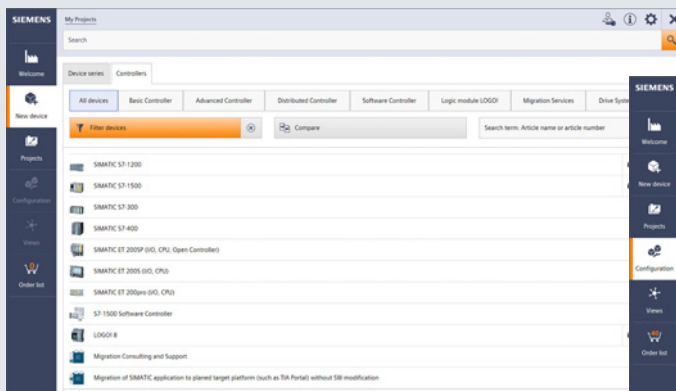 SIEMENS
My Projects
Search
Welcome
New device
Projects
Configuration
Views
Order list
Device series Controllers
All devices Basic Controller Advanced Controller Distributed Controller Software Controller Logic module LOGO! Migration Services Drive Syste
Filter devices Compare Search term: Article name or article number
SIMATIC S7-1200
SIMATIC S7-1500
SIMATIC S7-300
SIMATIC S7-400
SIMATIC ET 200SP (I/O, CPU, Open Controller)
SIMATIC ET 200S (I/O, CPU)
SIMATIC ET 200pro (I/O, CPU)
S7-1500 Software Controller
LOGO! 8
Migration Consulting and Support
Migration of SIMATIC application to planed target platform (such as TIA Portal) without SW modification
SIEMENS
Welcome
New device
Projects
Configuration
Views
Order list